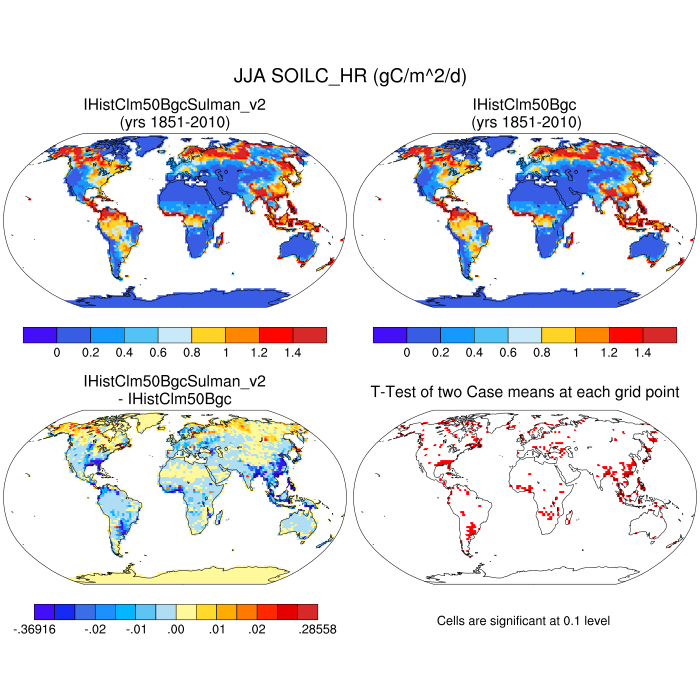 JJA SOILC_HR (gC/m^2/d)
IHistClm50BgcSulman_v2
(yrs 1851-2010)
IHistClm50Bgc
(yrs 1851-2010)
0 0.2 0.4 0.6 0.8 1 1.2 1.4
0 0.2 0.4 0.6 0.8 1 1.2 1.4
IHistClm50BgcSulman_v2
- IHistClm50Bgc
T-Test of two Case means at each grid point
-.36916 -.02 -.01 .00 .01 .02 .28558
Cells are significant at 0.1 level